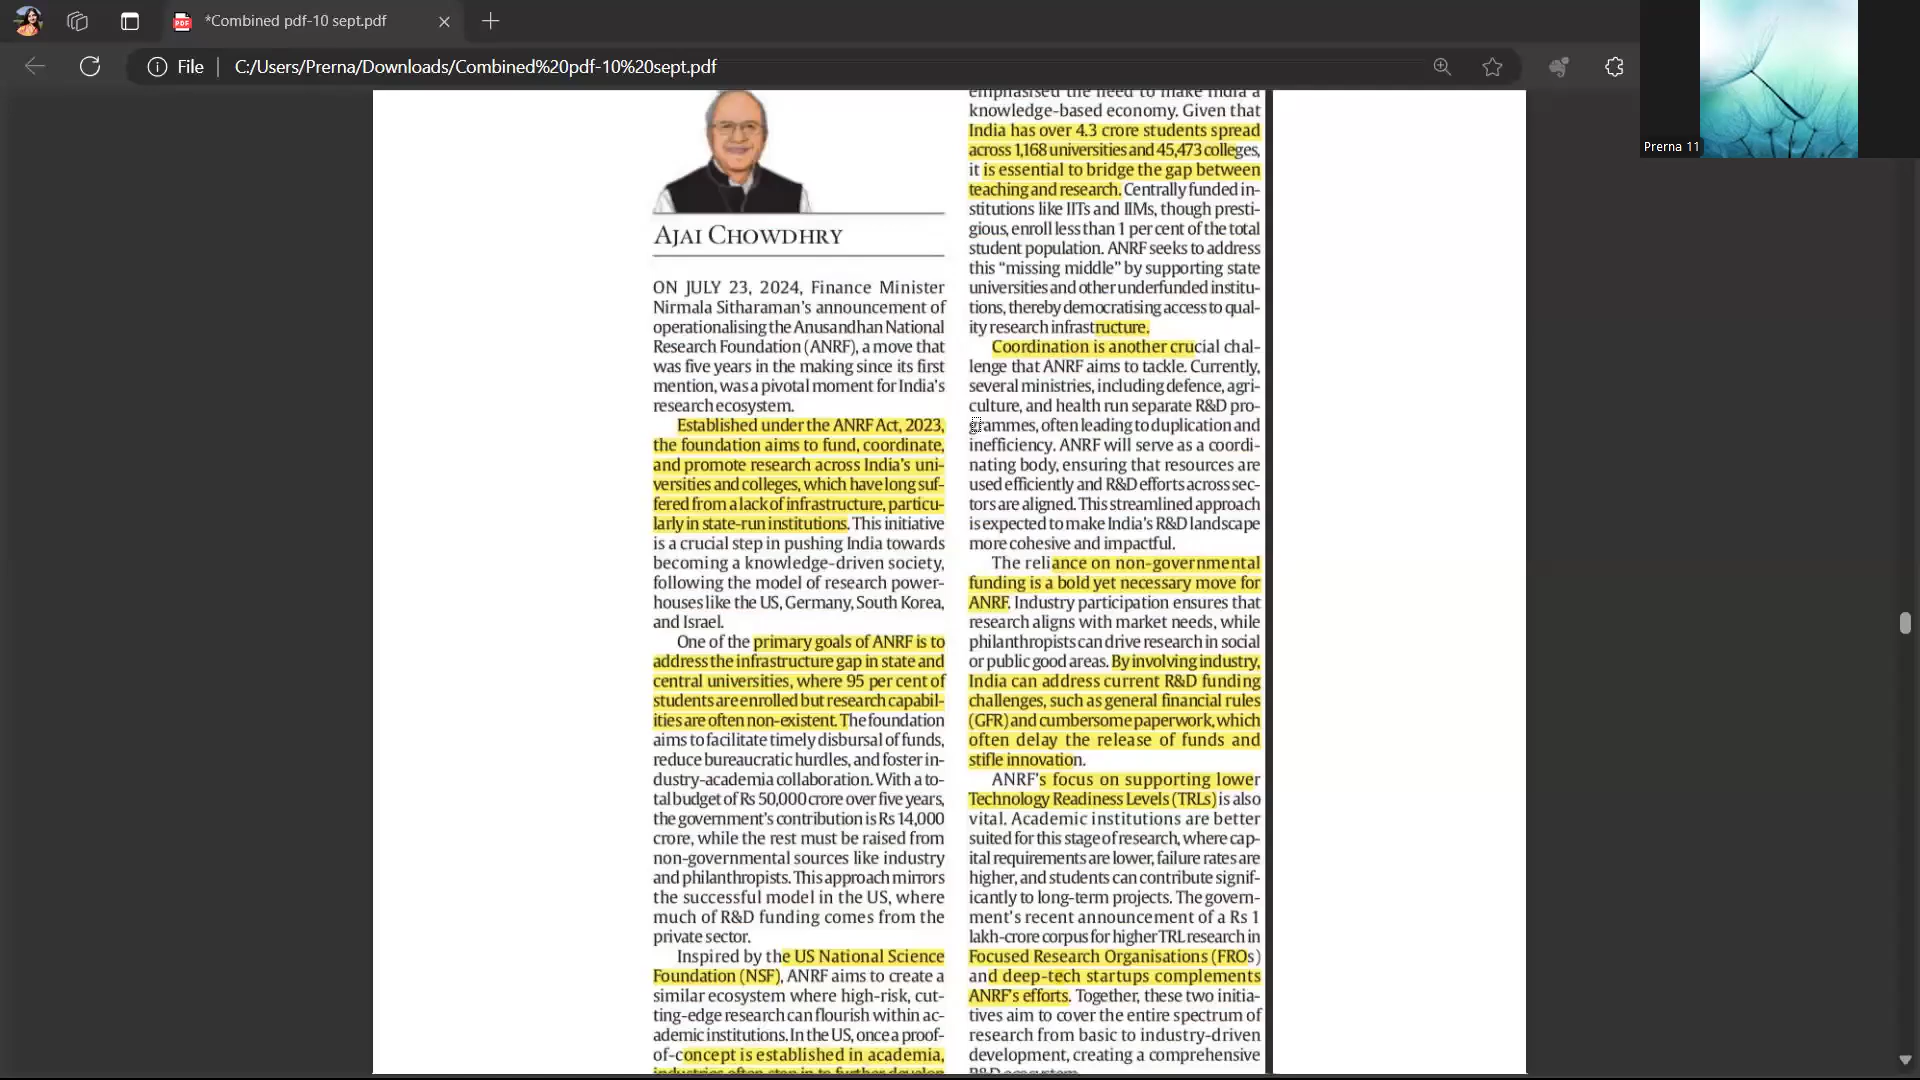 *Combined pdf-10 sept.pdf
File
C:/Users/Prerna/Downloads/Combined%20pdf-10%20sept.pdf
Prerna 11
AJAI CHOWDHRY
ON JULY 23, 2024, Finance Minister
Nirmala Sitharaman's announcement of
operationalising the Anusandhan National
Research Foundation (ANRF), a move that
was five years in the making since its first
mention, was a pivotal moment for India's
research ecosystem.
Established under the ANRF Act, 2023,
the foundation aims to fund, coordinate,
and promote research across India's uni-
versities and colleges, which have long suf-
fered from a lack of infrastructure, particu-
larly in state-run institutions. This initiative
is a crucial step in pushing India towards
becoming a knowledge-driven society,
following the model of research power-
houses like the US, Germany, South Korea,
and Israel.
One of the primary goals of ANRF is to
address the infrastructure gap in state and
central universities, where 95 per cent of
students are enrolled but research capabil-
ities are often non-existent. The foundation
aims to facilitate timely disbursal of funds,
reduce bureaucratic hurdles, and foster in-
dustry-academia collaboration. With a to-
tal budget of Rs 50,000 crore over five years,
the government's contribution is Rs 14,000
crore, while the rest must be raised from
non-governmental sources like industry
and philanthropists. This approach mirrors
the successful model in the US, where
much of R&D funding comes from the
private sector.
Inspired by the US National Science
Foundation (NSF), ANRF aims to create a
similar ecosystem where high-risk, cut-
ting-edge research can flourish within ac-
ademic institutions. In the US, once a proof-
of-concept is established in academia,
industries often step in to further develop
emphasised the need to make India a
knowledge-based economy. Given that
India has over 4.3 crore students spread
across 1,168 universities and 45,473 colleges,
it is essential to bridge the gap between
teaching and research. Centrally funded in-
stitutions like IITs and IIMs, though presti-
gious, enroll less than 1 per cent of the total
student population. ANRF seeks to address
this "missing middle" by supporting state
universities and other underfunded institu-
tions, thereby democratising access to qual-
ity research infrastructure.
Coordination is another crucial chal-
lenge that ANRF aims to tackle. Currently,
several ministries, including defence, agri-
culture, and health run separate R&D pro-
grammes, often leading to duplication and
inefficiency. ANRF will serve as a coordi-
nating body, ensuring that resources are
used efficiently and R&D efforts across sec-
tors are aligned. This streamlined approach
is expected to make India's R&D landscape
more cohesive and impactful.
The reliance on non-governmental
funding is a bold yet necessary move for
ANRF. Industry participation ensures that
research aligns with market needs, while
philanthropists can drive research in social
or public good areas. By involving industry,
India can address current R&D funding
challenges, such as general financial rules
(GFR) and cumbersome paperwork, which
often delay the release of funds and
stifle innovation.
ANRF's focus on supporting lower
Technology Readiness Levels (TRLs) is also
vital. Academic institutions are better
suited for this stage of research, where cap-
ital requirements are lower, failure rates are
higher, and students can contribute signif-
icantly to long-term projects. The govern-
ment's recent announcement of a Rs 1
lakh-crore corpus for higher TRL research in
Focused Research Organisations (FROs)
and deep-tech startups complements
ANRF's efforts. Together, these two initia-
tives aim to cover the entire spectrum of
research from basic to industry-driven
development, creating a comprehensive
R&D ecosystem.